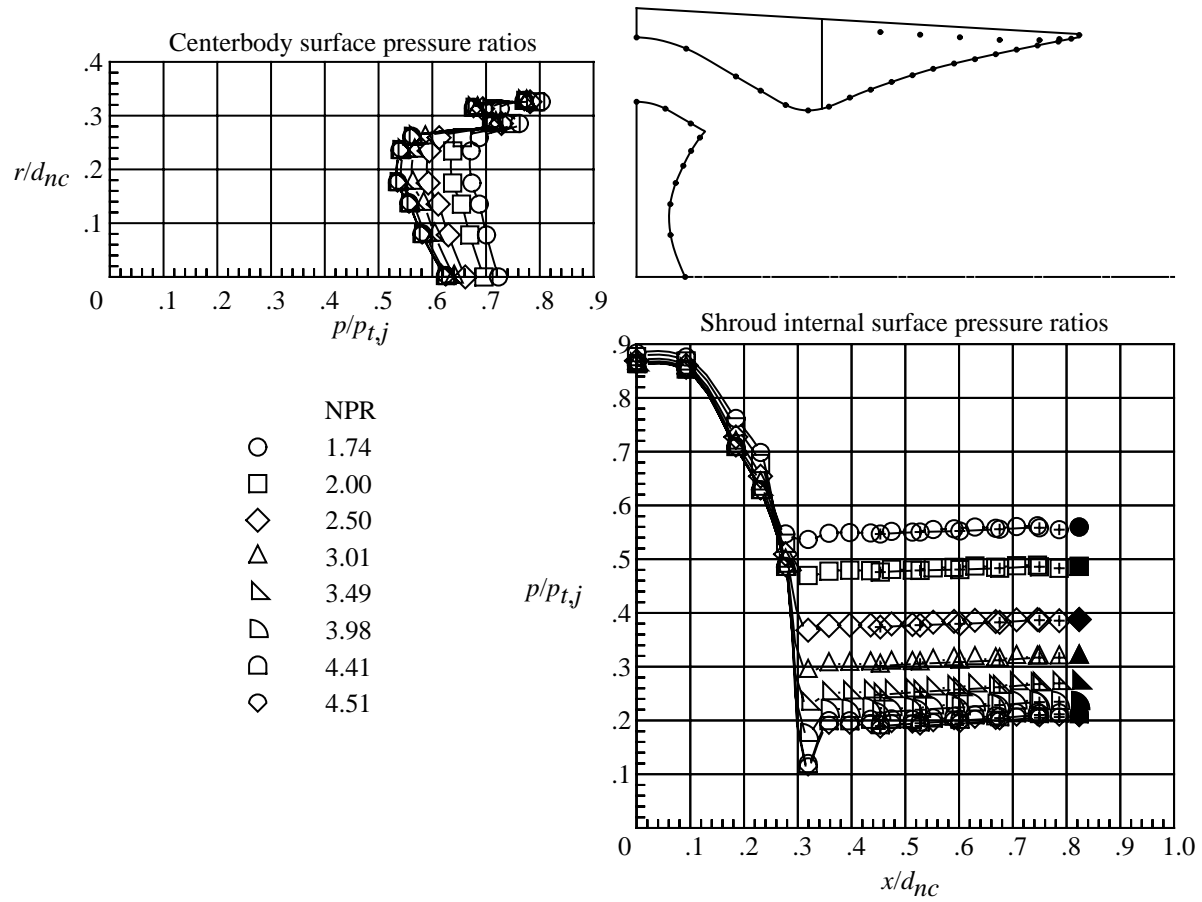 Centerbody surface pressure ratios
.4
.3
r/dnc
.2
.1
0 .1 .2 .3 .4 .5 .6 .7 .8 .9
p/pt,j
NPR
1.74
2.00
2.50
3.01
3.49
3.98
4.41
4.51
Shroud internal surface pressure ratios
.9
.8
.7
.6
.5
p/pt,j
.4
.3
.2
.1
0 .1 .2 .3 .4 .5 .6 .7 .8 .9 1.0
x/dnc